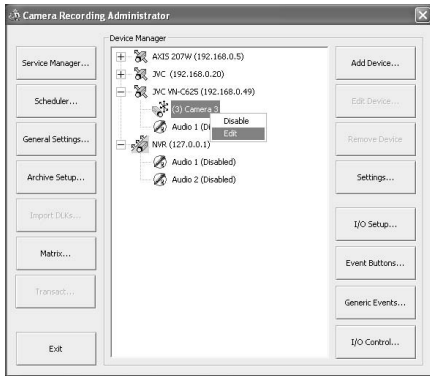 Camera Recording Administrator
Device Manager
Service Manager...
Scheduler...
General Settings...
Archive Setup...
Import DLKs...
Matrix...
Transact...
Exit
AXIS 207W (192.168.0.5)
JVC (192.168.0.20)
JVC VN-C625 (192.168.0.49)
(3) Camera 3
Audio 1 (Di
Disable
Edit
NVR (127.0.0.1)
Audio 1 (Disabled)
Audio 2 (Disabled)
Add Device...
Edit Device...
Remove Device
Settings...
I/O Setup...
Event Buttons...
Generic Events...
I/O Control...